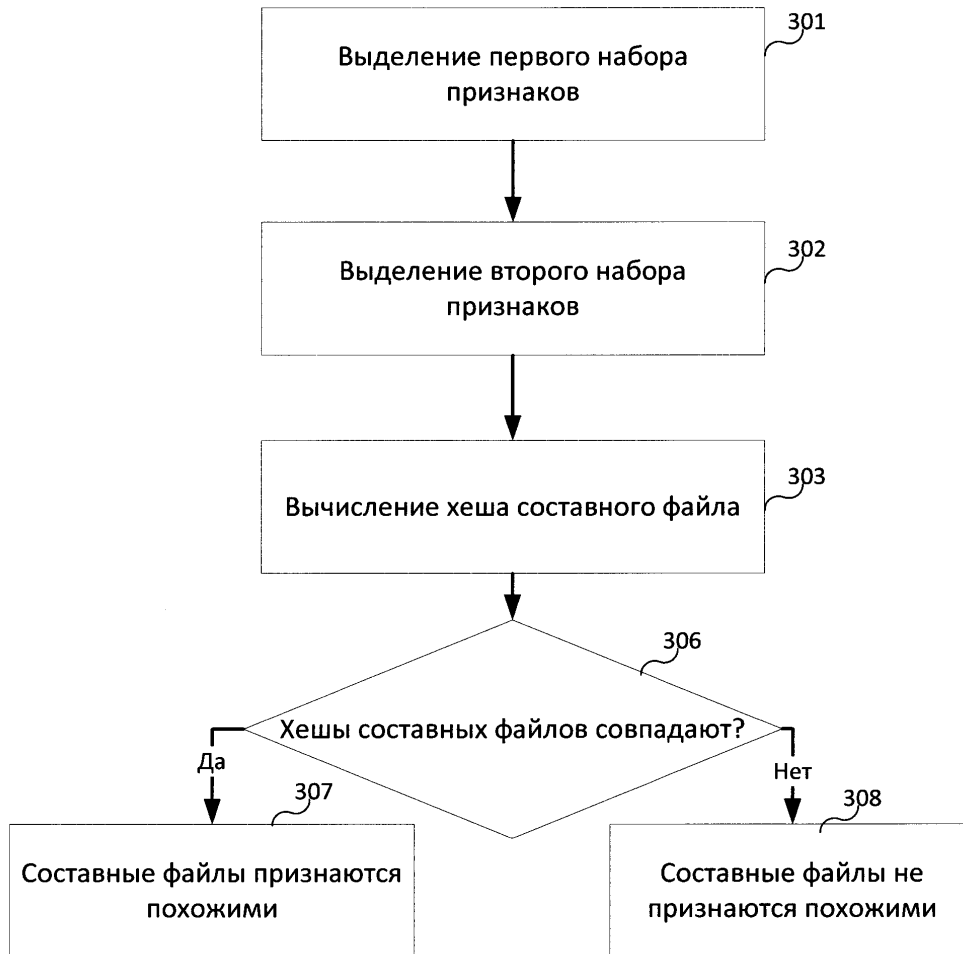 301
Выделение первого набора
признаков
302
Выделение второго набора
признаков
303
Вычисление хеша составного файла
306
Хешы составных файлов совпадают?
Да
Нет
307
308
Составные файлы признаются
похожими
Составные файлы не
признаются похожими